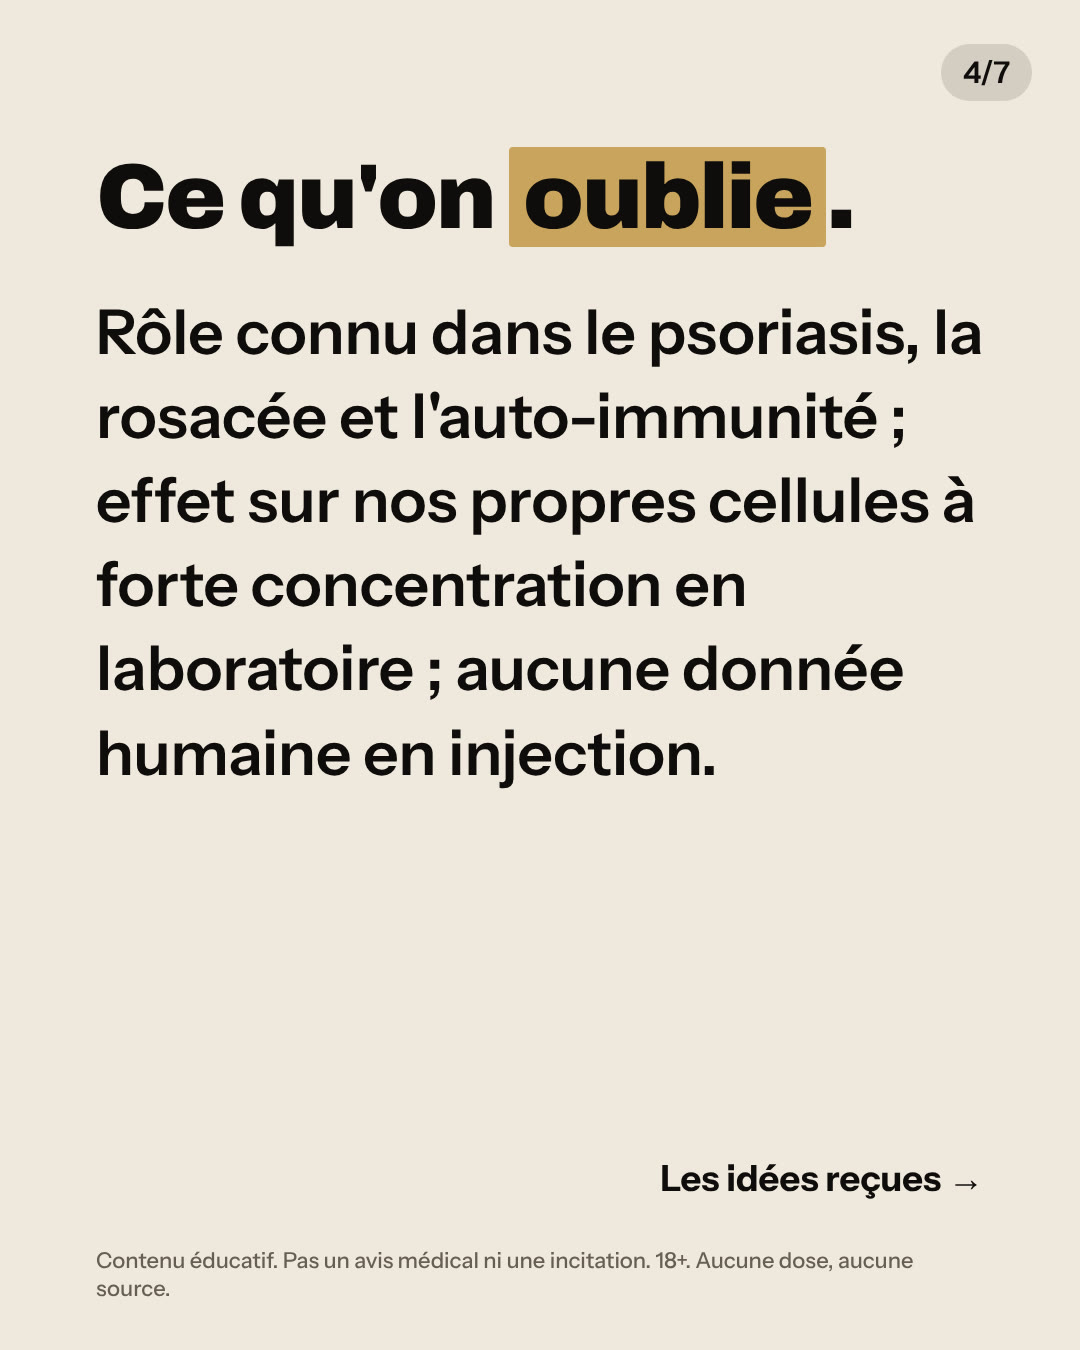 4/7
Ce qu'on oublie.
Rôle connu dans le psoriasis, la
rosacée et l'auto-immunité ;
effet sur nos propres cellules à
forte concentration en
laboratoire ; aucune donnée
humaine en injection.
Les idées reçues →
Contenu éducatif. Pas un avis médical ni une incitation. 18+. Aucune dose, aucune
source.